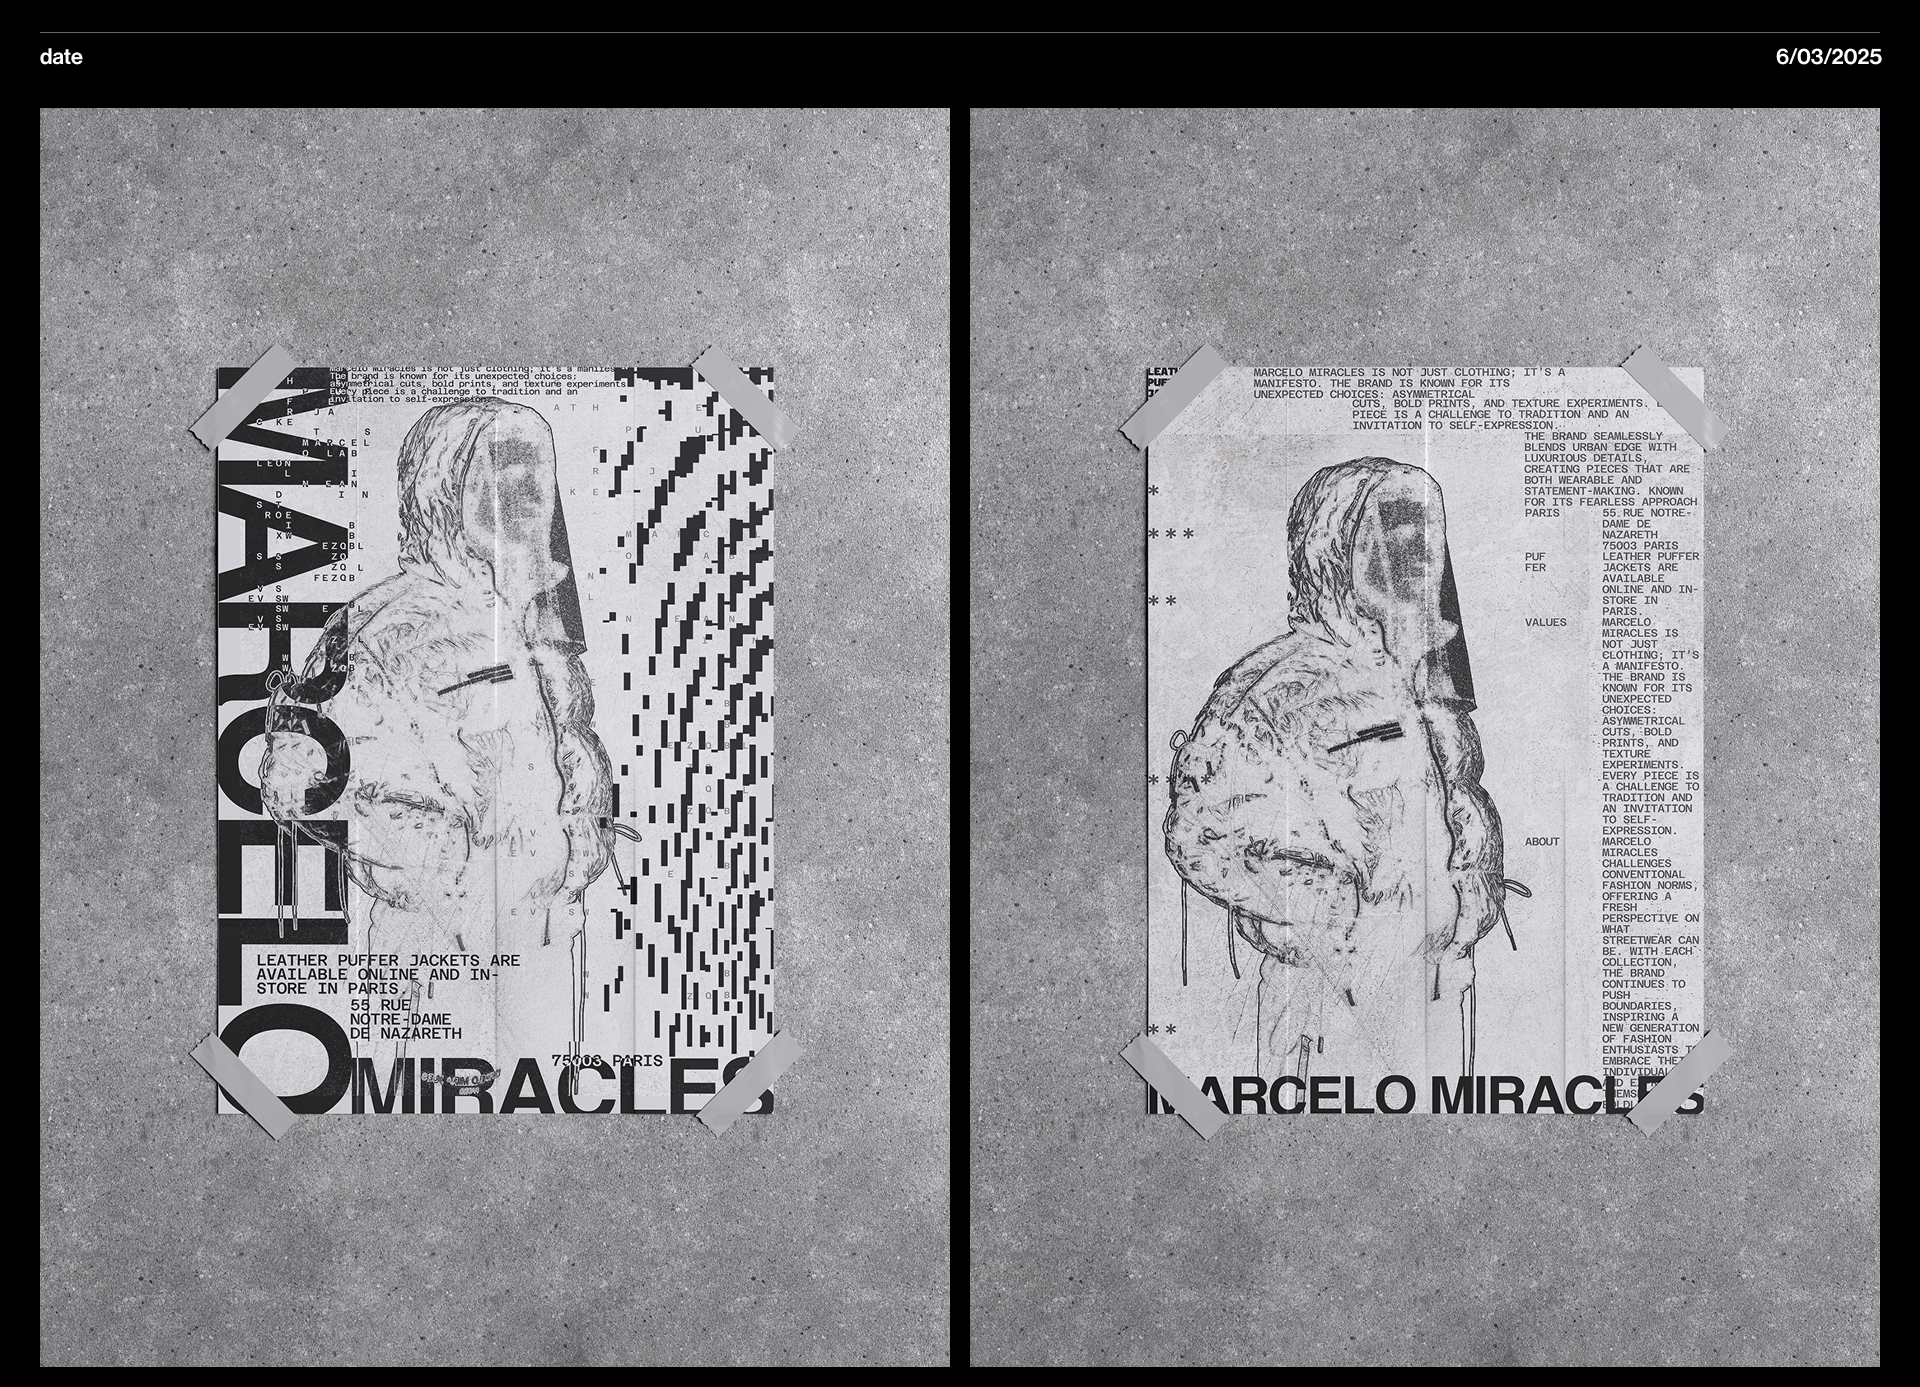 date
6/03/2025
MARCELO
MIRACLES
Marcelo Miracles is not just clothing; it's a manifes
The brand is known for its unexpected choices:
asymmetrical cuts, bold prints, and texture experiments
Every piece is a challenge to tradition and an
invitation to self-expression.
LEATHER PUFFER JACKETS ARE
AVAILABLE ONLINE AND IN-
STORE IN PARIS.
55 RUE
NOTRE-DAME
DE NAZARETH
75003 PARIS
MARCELO MIRACLES IS NOT JUST CLOTHING; IT'S A
MANIFESTO. THE BRAND IS KNOWN FOR ITS
UNEXPECTED CHOICES: ASYMMETRICAL
CUTS, BOLD PRINTS, AND TEXTURE EXPERIMENTS.
PIECE IS A CHALLENGE TO TRADITION AND AN
INVITATION TO SELF-EXPRESSION.
THE BRAND SEAMLESSLY
BLENDS URBAN EDGE WITH
LUXURIOUS DETAILS,
CREATING PIECES THAT ARE
BOTH WEARABLE AND
STATEMENT-MAKING. KNOWN
FOR ITS FEARLESS APPROACH
PARIS
55 RUE NOTRE-
DAME DE
NAZARETH
75003 PARIS
PUF
FER
LEATHER PUFFER
JACKETS ARE
AVAILABLE
ONLINE AND IN-
STORE IN
PARIS.
VALUES
MARCELO
MIRACLES IS
NOT JUST
CLOTHING; IT'S
A MANIFESTO.
THE BRAND IS
KNOWN FOR ITS
UNEXPECTED
CHOICES:
ASYMMETRICAL
CUTS, BOLD
PRINTS, AND
TEXTURE
EXPERIMENTS.
EVERY PIECE IS
A CHALLENGE TO
TRADITION AND
AN INVITATION
TO SELF-
EXPRESSION.
ABOUT
MARCELO
MIRACLES
CHALLENGES
CONVENTIONAL
FASHION NORMS,
OFFERING A
FRESH
PERSPECTIVE ON
WHAT
STREETWEAR CAN
BE. WITH EACH
COLLECTION,
THE BRAND
CONTINUES TO
PUSH
BOUNDARIES,
INSPIRING A
NEW GENERATION
OF FASHION
ENTHUSIASTS
EMBRACE
*
***
**
****
**
MARCELO MIRACLES